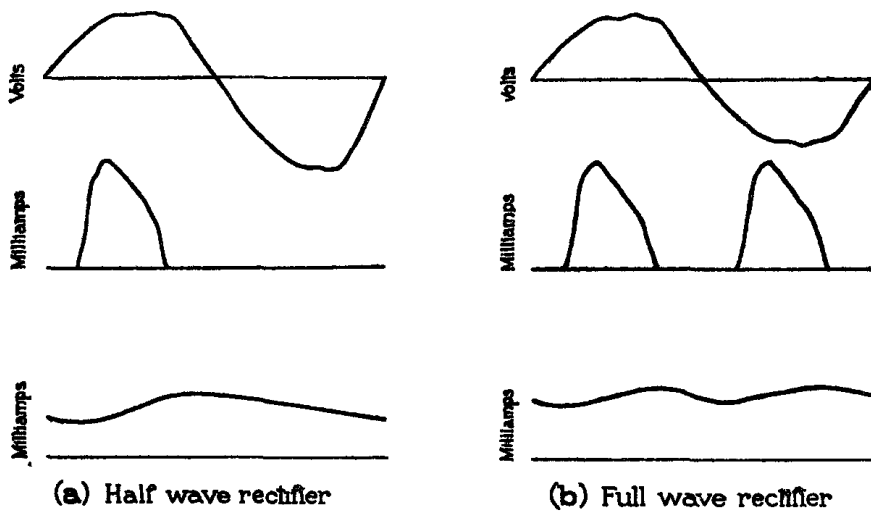 Volts
Milliamps
Milliamps
(a) Half wave rectifier
Volts
Milliamps
Milliamps
(b) Full wave rectifier